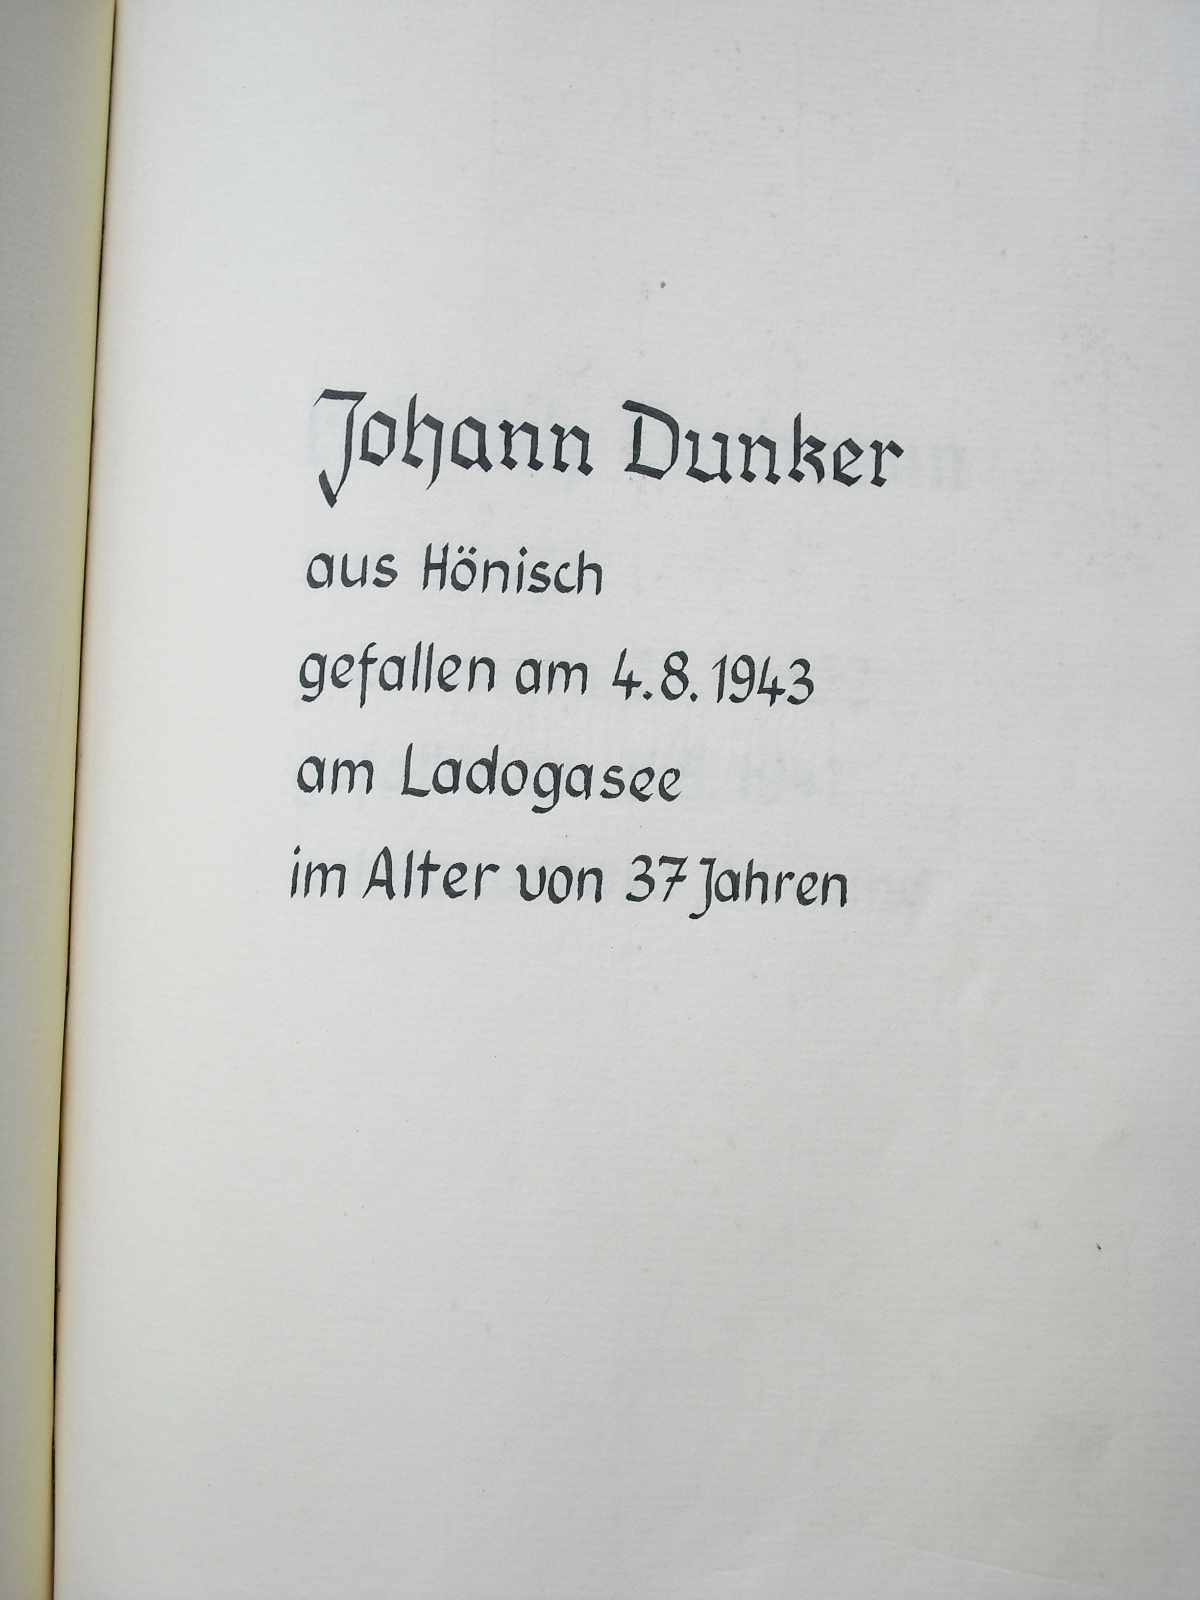 Johann Dunker
aus Hönisch
gefallen am 4.8.1943
am Ladogasee
im Alter von 37 Jahren